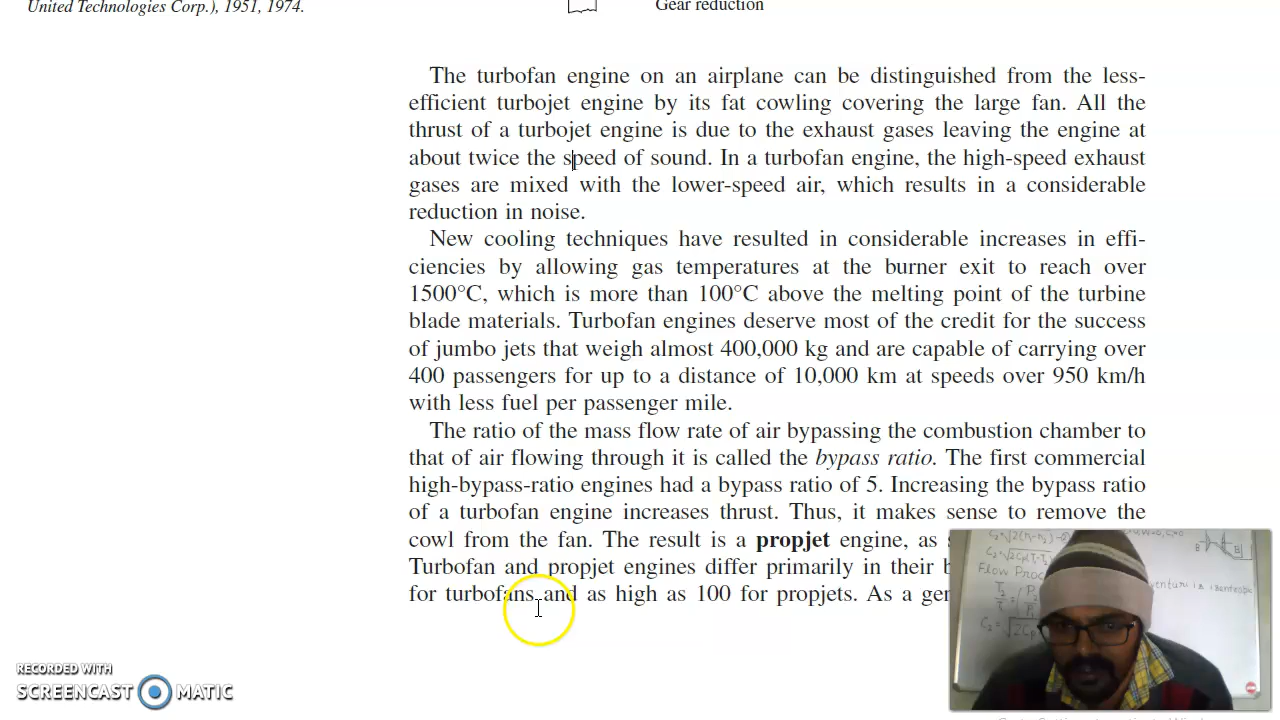 United Technologies Corp.), 1951, 1974.
Gear reduction
The turbofan engine on an airplane can be distinguished from the less-
efficient turbojet engine by its fat cowling covering the large fan. All the
thrust of a turbojet engine is due to the exhaust gases leaving the engine at
about twice the speed of sound. In a turbofan engine, the high-speed exhaust
gases are mixed with the lower-speed air, which results in a considerable
reduction in noise.
New cooling techniques have resulted in considerable increases in effi-
ciencies by allowing gas temperatures at the burner exit to reach over
1500°C, which is more than 100°C above the melting point of the turbine
blade materials. Turbofan engines deserve most of the credit for the success
of jumbo jets that weigh almost 400,000 kg and are capable of carrying over
400 passengers for up to a distance of 10,000 km at speeds over 950 km/h
with less fuel per passenger mile.
The ratio of the mass flow rate of air bypassing the combustion chamber to
that of air flowing through it is called the bypass ratio. The first commercial
high-bypass-ratio engines had a bypass ratio of 5. Increasing the bypass ratio
of a turbofan engine increases thrust. Thus, it makes sense to remove the
cowl from the fan. The result is a propjet engine, as
Turbofan and propjet engines differ primarily in their
for turbofans and as high as 100 for propjets. As a
Flow
RECORDED WITH
SCREENCAST MATIC